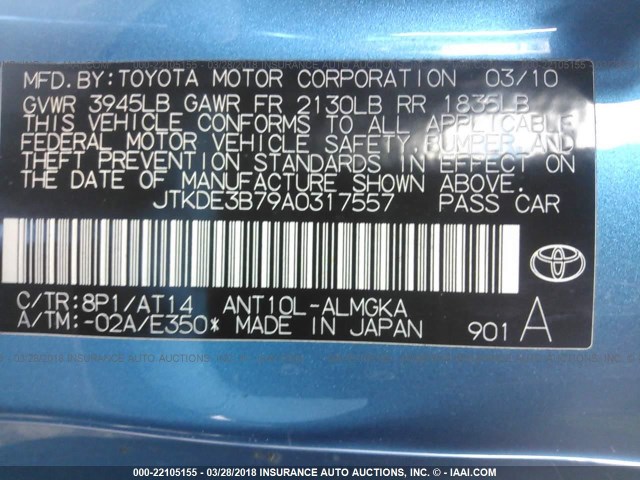 MFD.BY:TOYOTA MOTOR CORPORATION 03/10
GVWR 3945LB GAWR FR 2130LB RR 1835LB
THIS VEHICLE CONFORMS TO ALL APPLICABLE
FEDERAL MOTOR VEHICLE SAFETY,BUMPER,AND
THEFT PREVENTION STANDARDS IN EFFECT ON
THE DATE OF MANUFACTURE SHOWN ABOVE.
JTKDE3B79A0317557 PASS CAR
C/TR:8P1/AT14 ANT10L-ALMGKA
A/TM:-02A/E350* MADE IN JAPAN 901 A
000-22105155 | 03/28/2018 INSURANCE AUTO AUCTIONS, INC. © - IAAI.COM